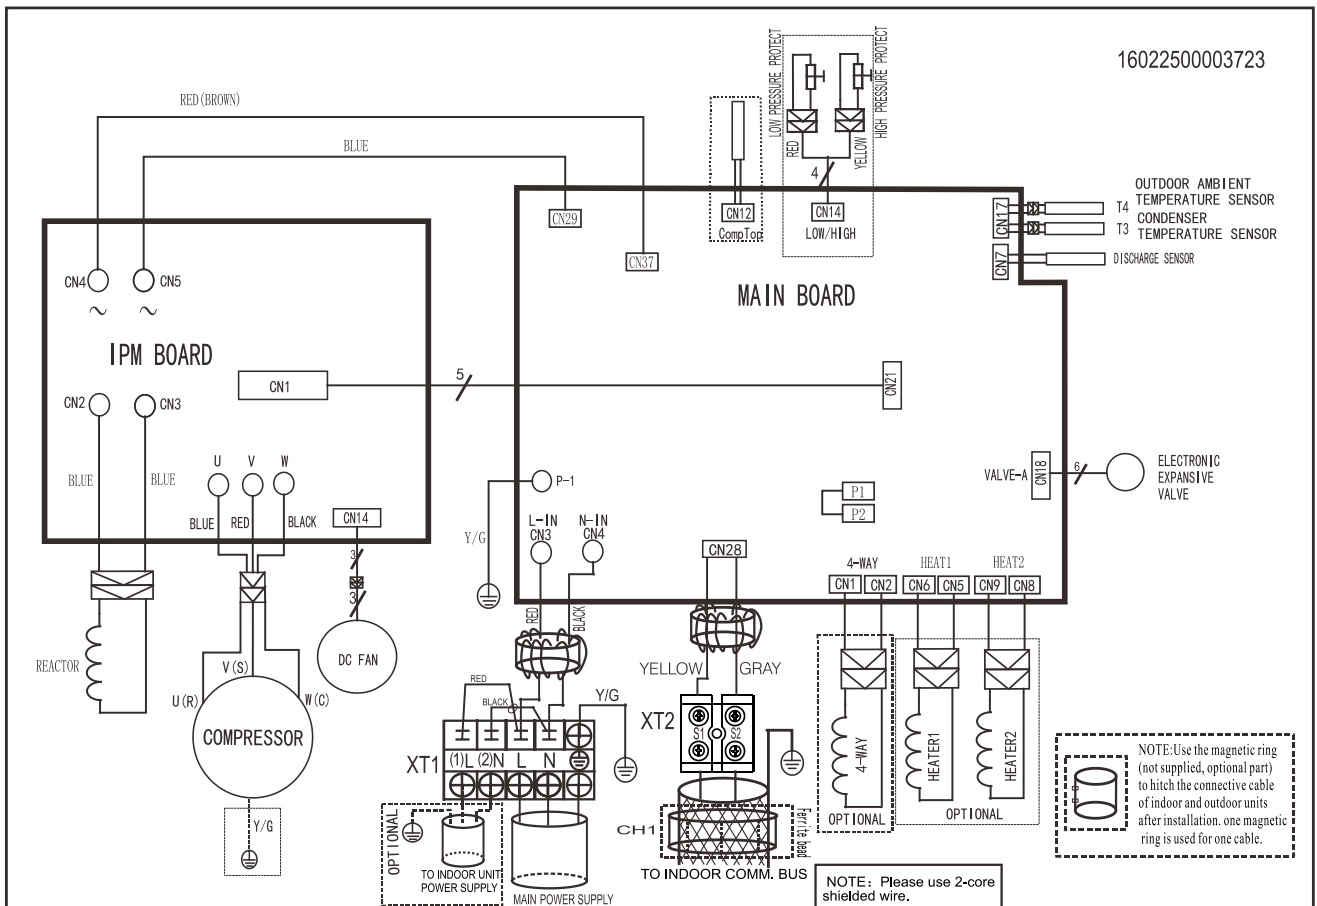 16022500003723
RED(BROWN)
BLUE
LOW PRESSURE PROTECT
HIGH PRESSURE PROTECT
RED
YELLOW
4
CN12
CompTop
CN14
LOW/HIGH
CN29
CN37
CN17
CN7
T4
OUTDOOR AMBIENT
TEMPERATURE SENSOR
T3
CONDENSER
TEMPERATURE SENSOR
DISCHARGE SENSOR
MAIN BOARD
CN4
CN5
∼
∼
IPM BOARD
CN1
5
CN21
CN2
CN3
BLUE
BLUE
U
V
W
BLUE
RED
BLACK
CN14
3
3
DC FAN
REACTOR
U(R)
V(S)
W(C)
COMPRESSOR
Y/G
P-1
Y/G
L-IN
CN3
N-IN
CN4
RED
BLACK
CN28
P1
P2
VALVE-A
CN18
6
ELECTRONIC
EXPANSIVE
VALVE
4-WAY
HEAT1
HEAT2
CN1
CN2
CN6
CN5
CN9
CN8
4-WAY
HEATER1
HEATER2
OPTIONAL
OPTIONAL
RED
BLACK
Y/G
XT1
(1)L
(2)N
L
N
OPTIONAL
TO INDOOR UNIT
POWER SUPPLY
MAIN POWER SUPPLY
YELLOW
GRAY
XT2
S1
S2
CH1
Ferrite bead
TO INDOOR COMM. BUS
NOTE: Please use 2-core
shielded wire.
NOTE:Use the magnetic ring
(not supplied, optional part)
to hitch the connective cable
of indoor and outdoor units
after installation. one magnetic
ring is used for one cable.